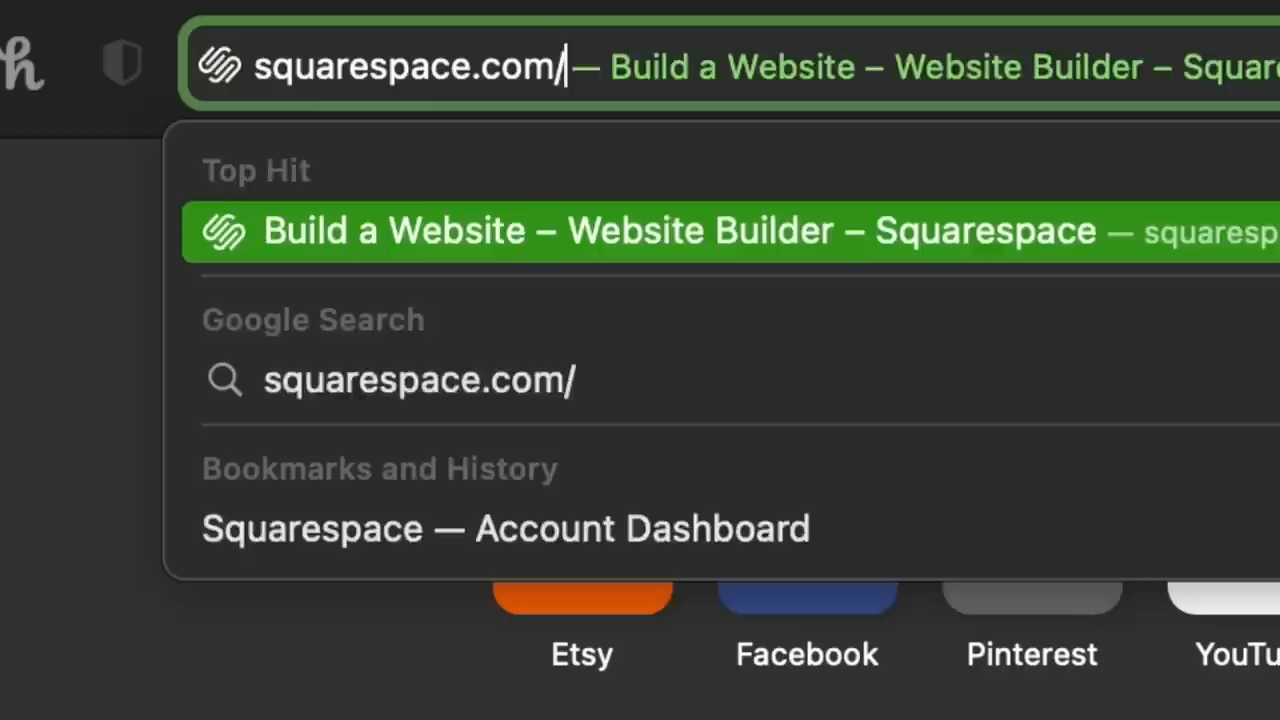 squarespace.com/ — Build a Website – Website Builder – Squar
Top Hit
Build a Website – Website Builder – Squarespace — squaresp
Google Search
squarespace.com/
Bookmarks and History
Squarespace — Account Dashboard
Etsy Facebook Pinterest YouTu